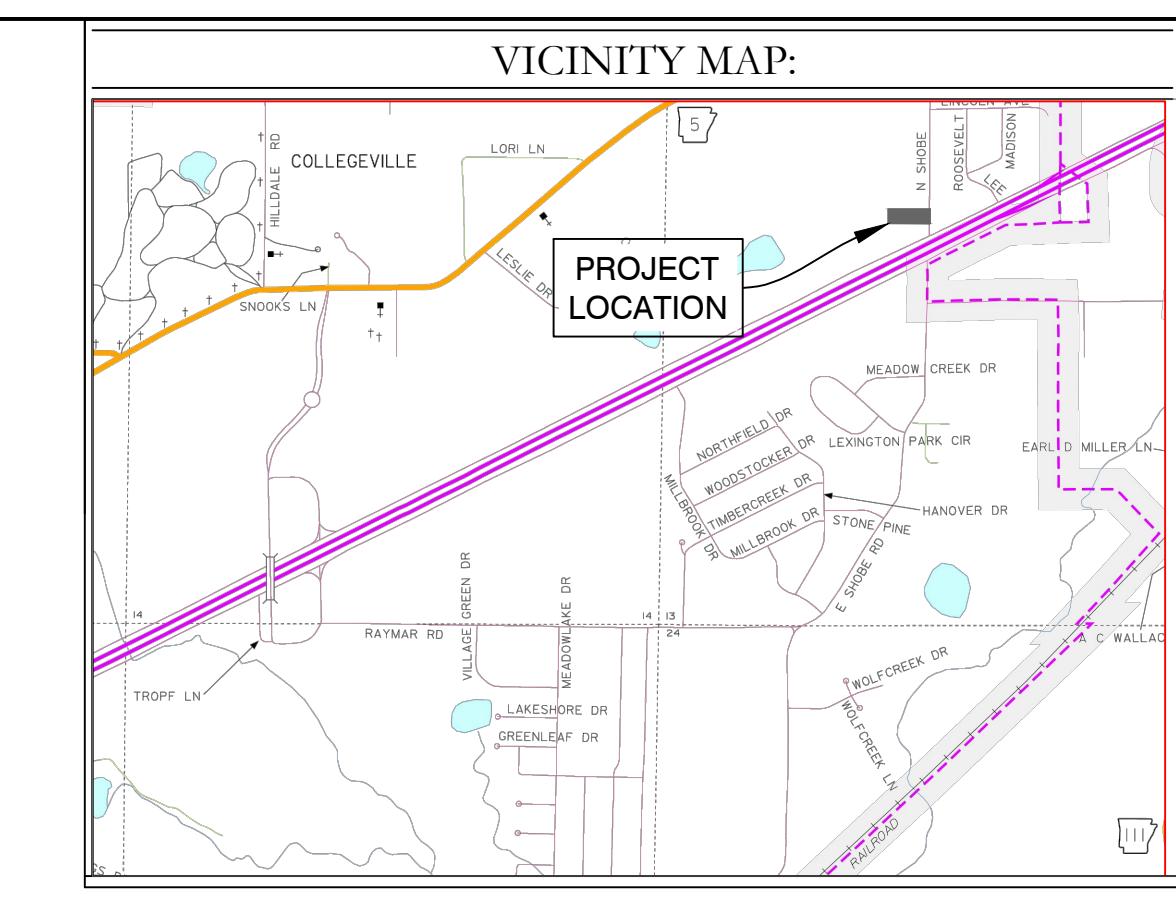 VICINITY MAP:
LINCOLN AVE
5
N SHOBE
ROOSEVELT
MADISON
LEE
HILLDALE RD
COLLEGEVILLE
LORI LN
LESLIE DR
SNOOKS LN
PROJECT
LOCATION
MEADOW CREEK DR
LEXINGTON PARK CIR
EARL D MILLER LN
NORTHFIELD DR
WOODSTOCKER DR
TIMBERCREEK DR
MILLBROOK DR
MILLBROOK DR
HANOVER DR
STONE PINE
E SHOBE RD
14
14
13
24
RAYMAR RD
VILLAGE GREEN DR
MEADOWLAKE DR
A C WALLAC
TROPF LN
LAKESHORE DR
GREENLEAF DR
WOLFCREEK DR
WOLFCREEK LN
RAILROAD
111